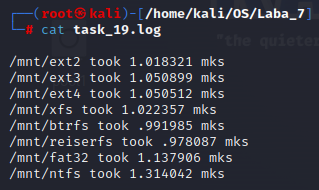 (root㉿kali)-[/home/kali/OS/Laba_7]
# cat task_19.log
"the quieter
/mnt/ext2 took 1.018321 mks
/mnt/ext3 took 1.050899 mks
/mnt/ext4 took 1.050512 mks
/mnt/xfs took 1.022357 mks
/mnt/btrfs took .991985 mks
/mnt/reiserfs took .978087 mks
/mnt/fat32 took 1.137906 mks
/mnt/ntfs took 1.314042 mks